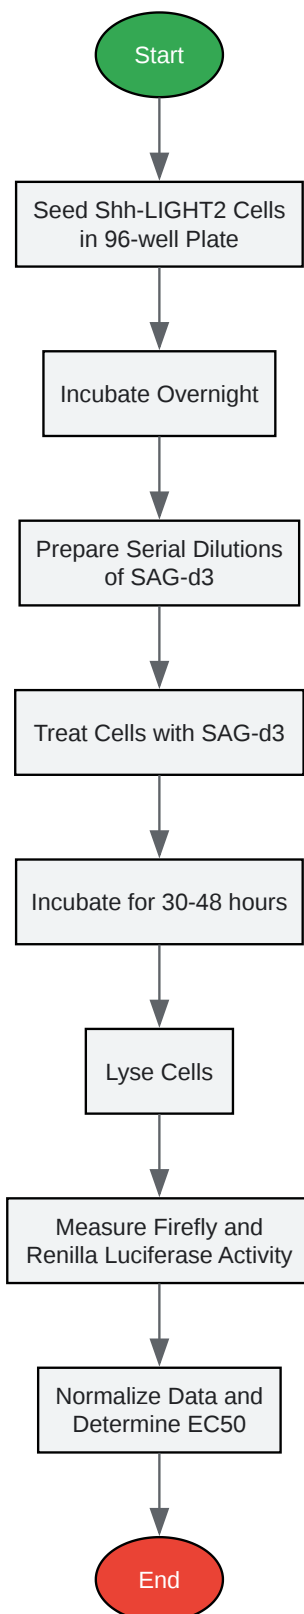 Start
Seed Shh-LIGHT2 Cells
in 96-well Plate
Incubate Overnight
Prepare Serial Dilutions
of SAG-d3
Treat Cells with SAG-d3
Incubate for 30-48 hours
Lyse Cells
Measure Firefly and
Renilla Luciferase Activity
Normalize Data and
Determine EC50
End